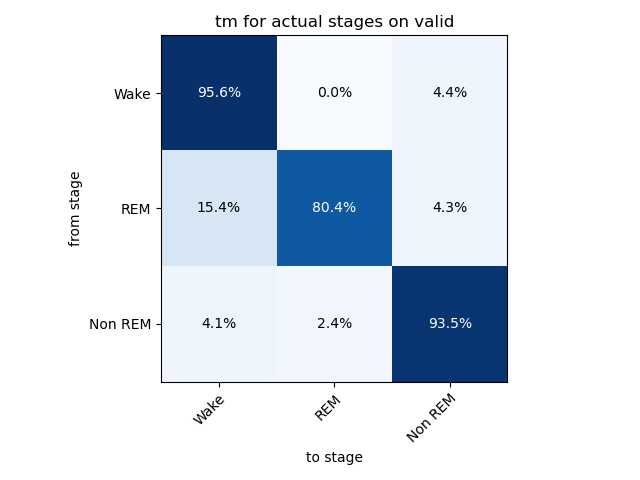 tm for actual stages on valid
from stage
Wake
95.6%
0.0%
4.4%
REM
15.4%
80.4%
4.3%
Non REM
4.1%
2.4%
93.5%
Wake
REM
Non REM
to stage